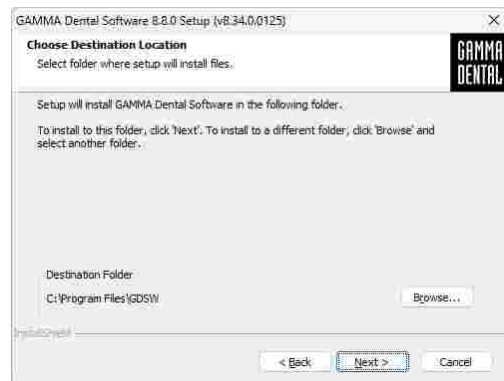 GAMMA Dental Software 8.8.0 Setup (v8.34.0.0125)
Choose Destination Location
Select folder where setup will install files.
GAMMA
DENTAL
Setup will install GAMMA Dental Software in the following folder.
To install to this folder, click 'Next'. To install to a different folder, click 'Browse' and
select another folder.
Destination Folder
C:\Program Files\GDSW
Browse...
InstallShield
< Back
Next >
Cancel